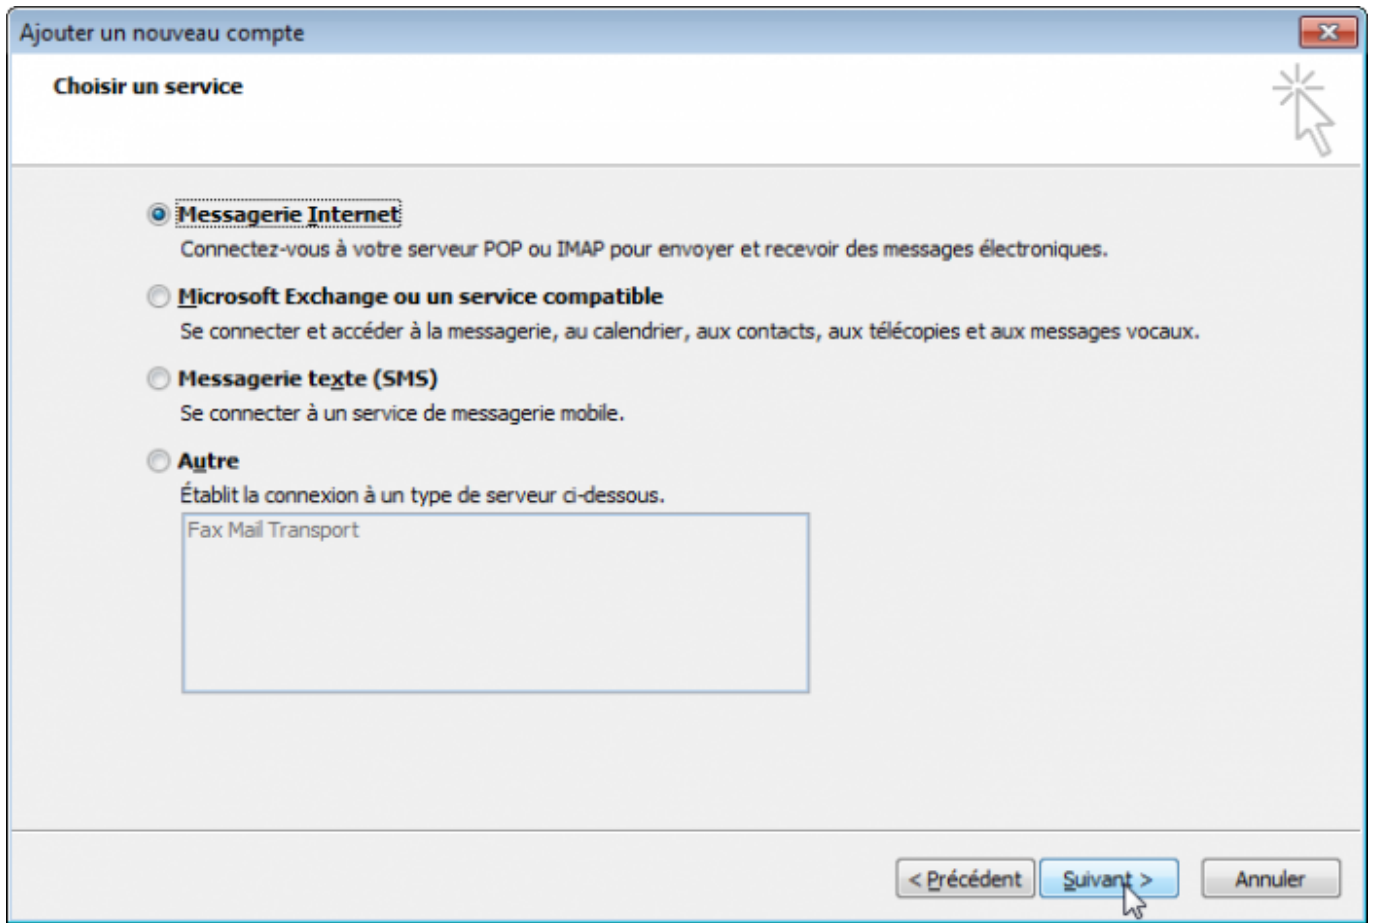 Ajouter un nouveau compte
Choisir un service
Messagerie Internet
Connectez-vous à votre serveur POP ou IMAP pour envoyer et recevoir des messages électroniques.
Microsoft Exchange ou un service compatible
Se connecter et accéder à la messagerie, au calendrier, aux contacts, aux télécopies et aux messages vocaux.
Messagerie texte (SMS)
Se connecter à un service de messagerie mobile.
Autre
Établit la connexion à un type de serveur ci-dessous.
Fax Mail Transport
< Précédent Suivant > Annuler